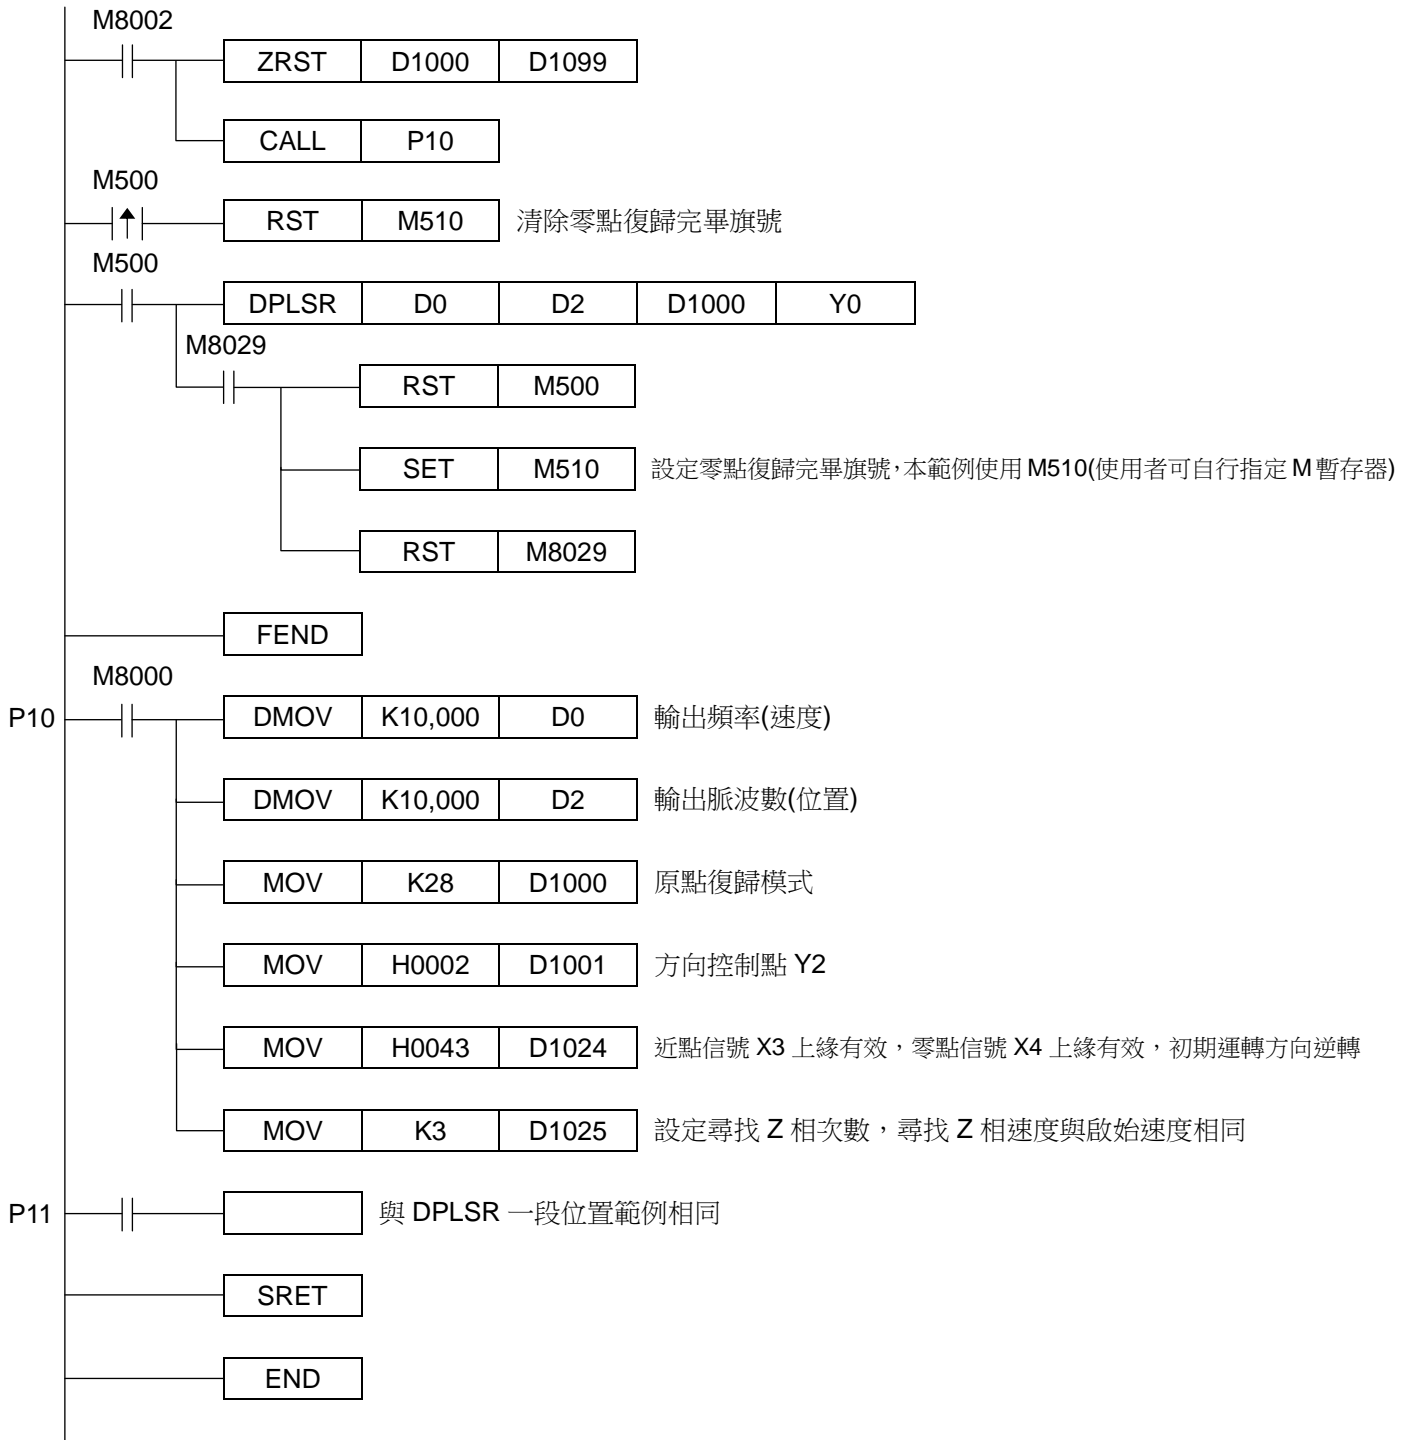 M8002
ZRST D1000 D1099
CALL P10
M500
RST M510 清除零點復歸完畢旗號
M500
DPLSR D0 D2 D1000 Y0
M8029
RST M500
SET M510 設定零點復歸完畢旗號,本範例使用 M510(使用者可自行指定 M 暫存器)
RST M8029
FEND
M8000
P10 DMOV K10,000 D0 輸出頻率(速度)
DMOV K10,000 D2 輸出脈波數(位置)
MOV K28 D1000 原點復歸模式
MOV H0002 D1001 方向控制點 Y2
MOV H0043 D1024 近點信號 X3 上緣有效，零點信號 X4 上緣有效，初期運轉方向逆轉
MOV K3 D1025 設定尋找 Z 相次數，尋找 Z 相速度與啟始速度相同
P11 與 DPLSR 一段位置範例相同
SRET
END